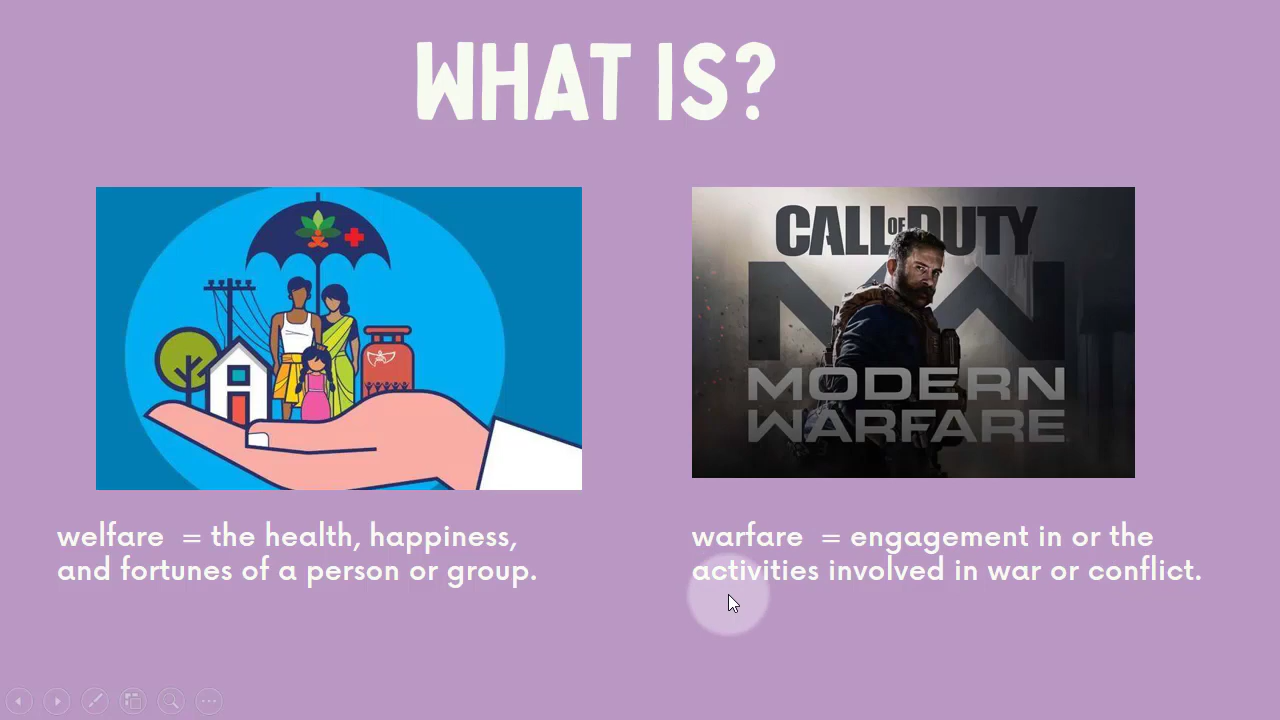 WHAT IS?
CALL OF DUTY
MW
MODERN
WARFARE
welfare = the health, happiness,
and fortunes of a person or group.
warfare = engagement in or the
activities involved in war or conflict.